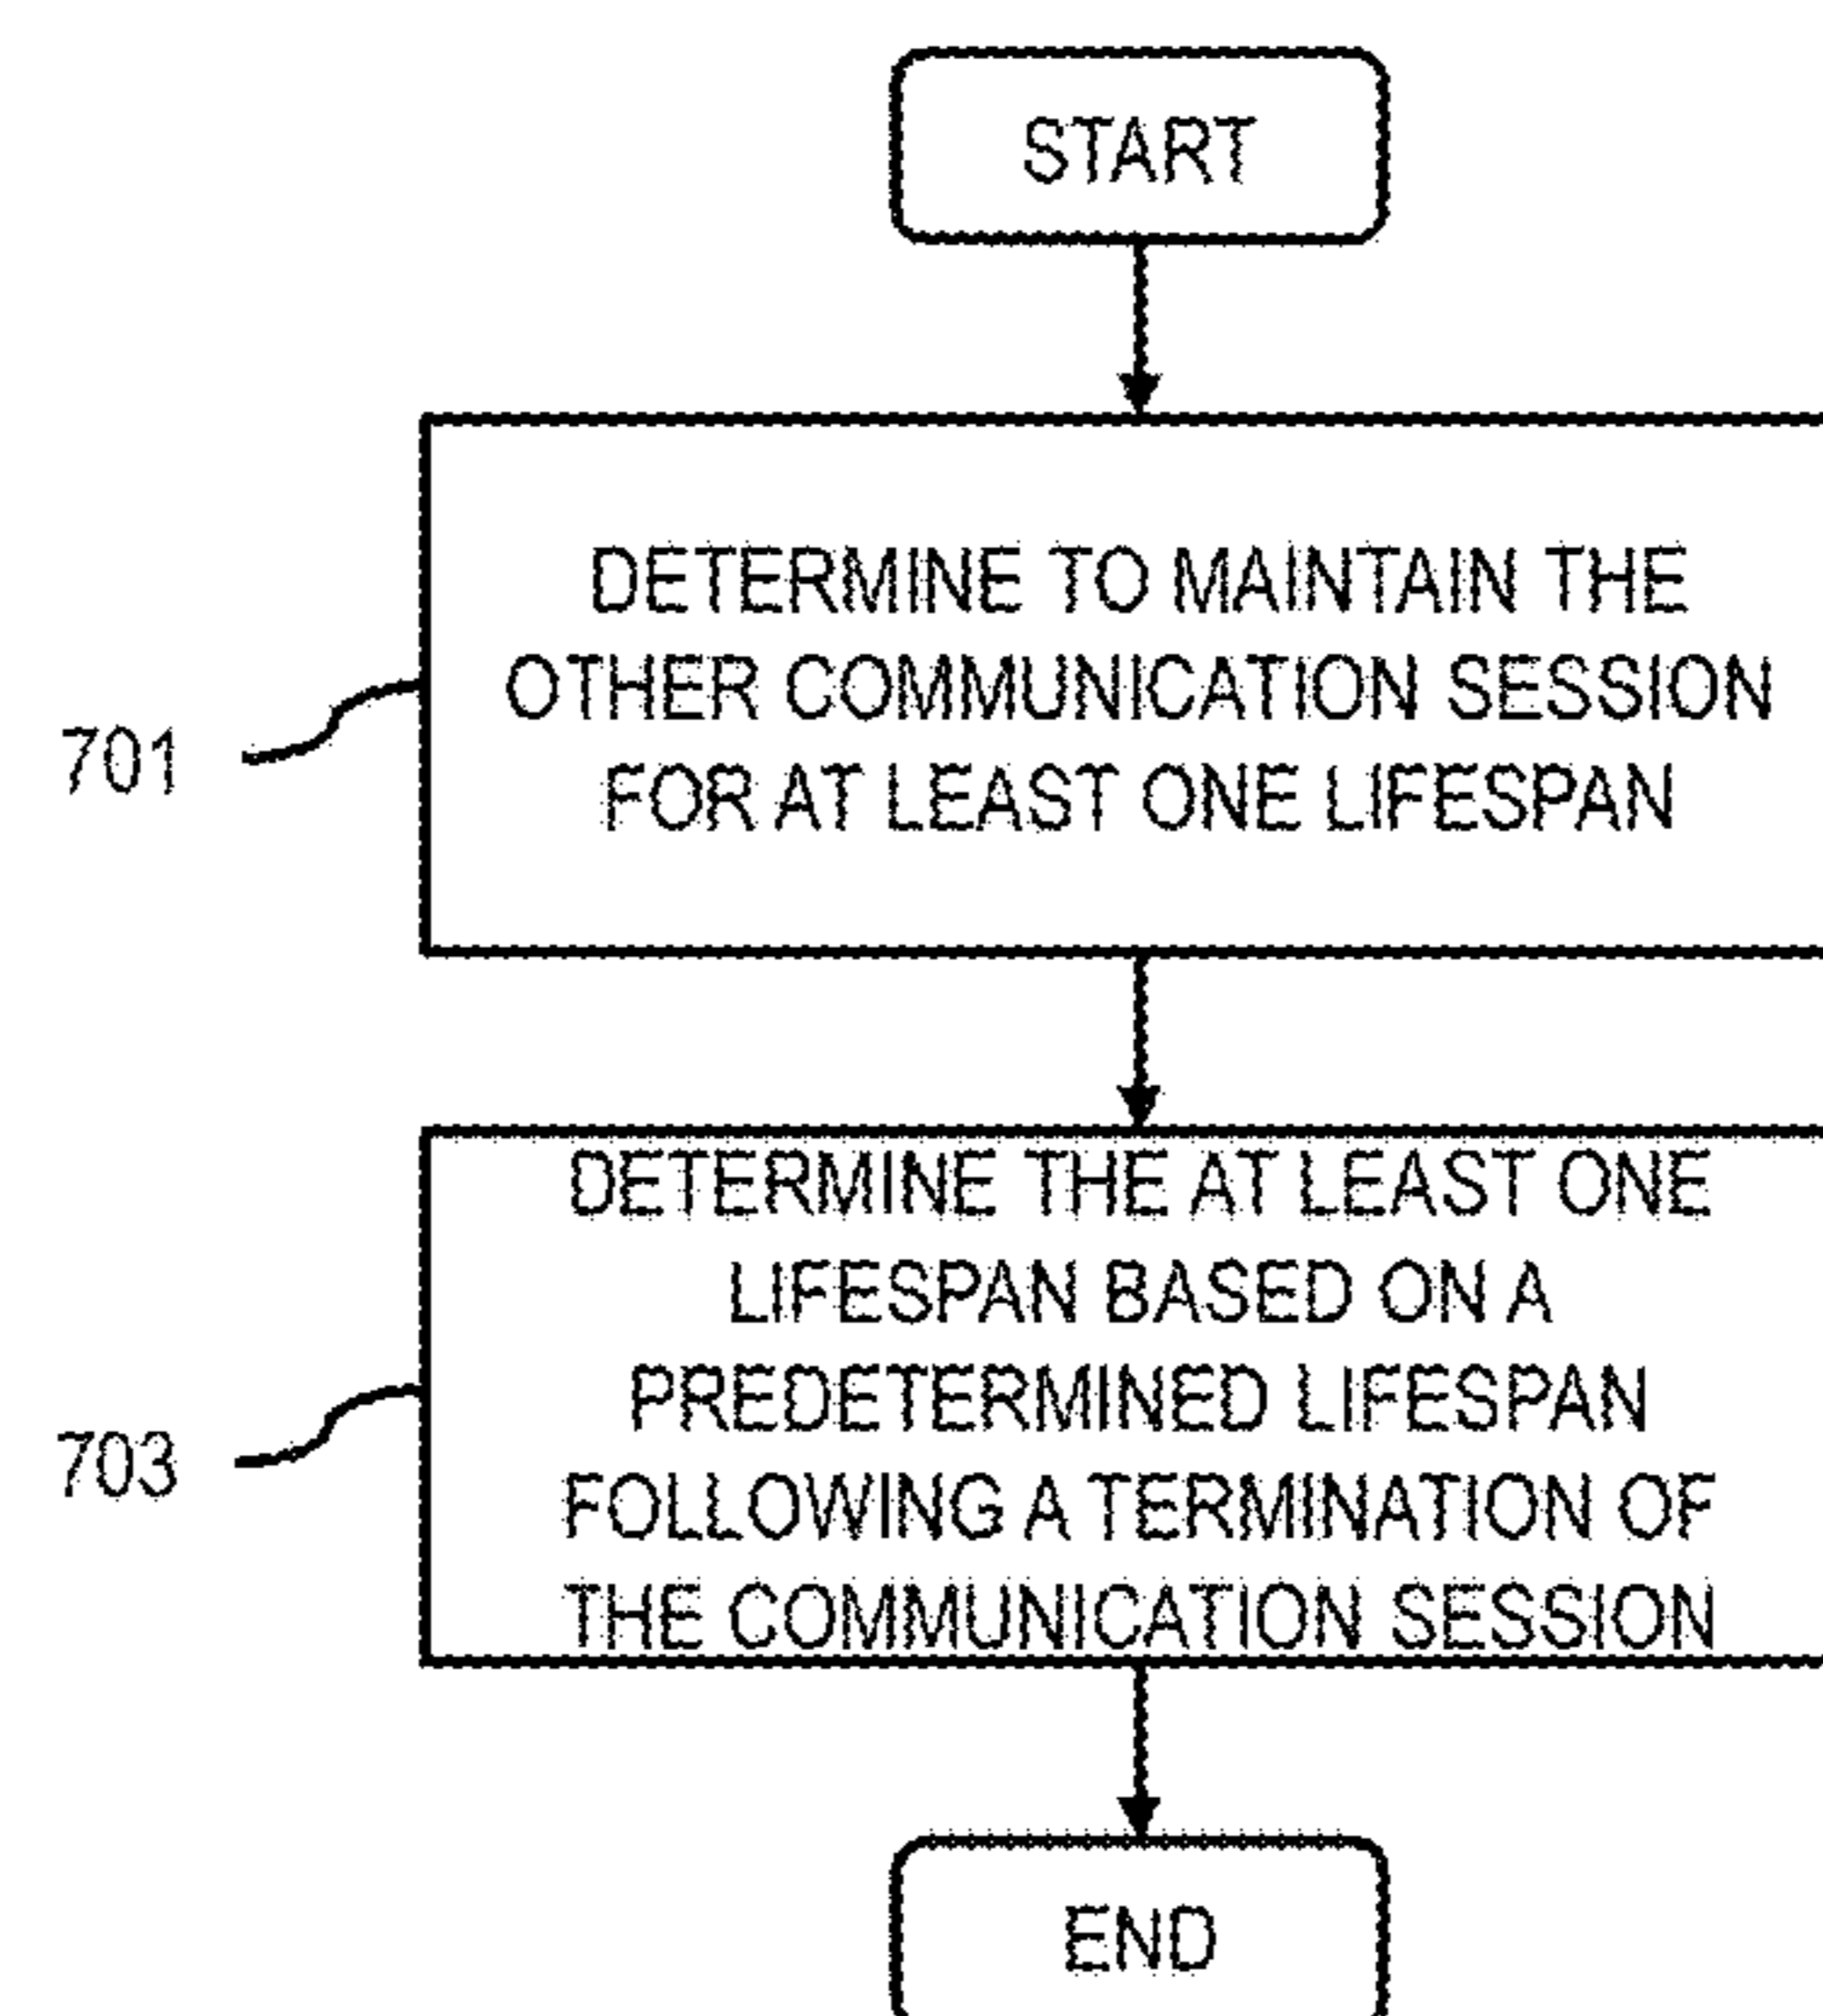 START
DETERMINE TO MAINTAIN THE
OTHER COMMUNICATION SESSION
FOR AT LEAST ONE LIFESPAN
701
DETERMINE THE AT LEAST ONE
LIFESPAN BASED ON A
PREDETERMINED LIFESPAN
FOLLOWING A TERMINATION OF
THE COMMUNICATION SESSION
703
END